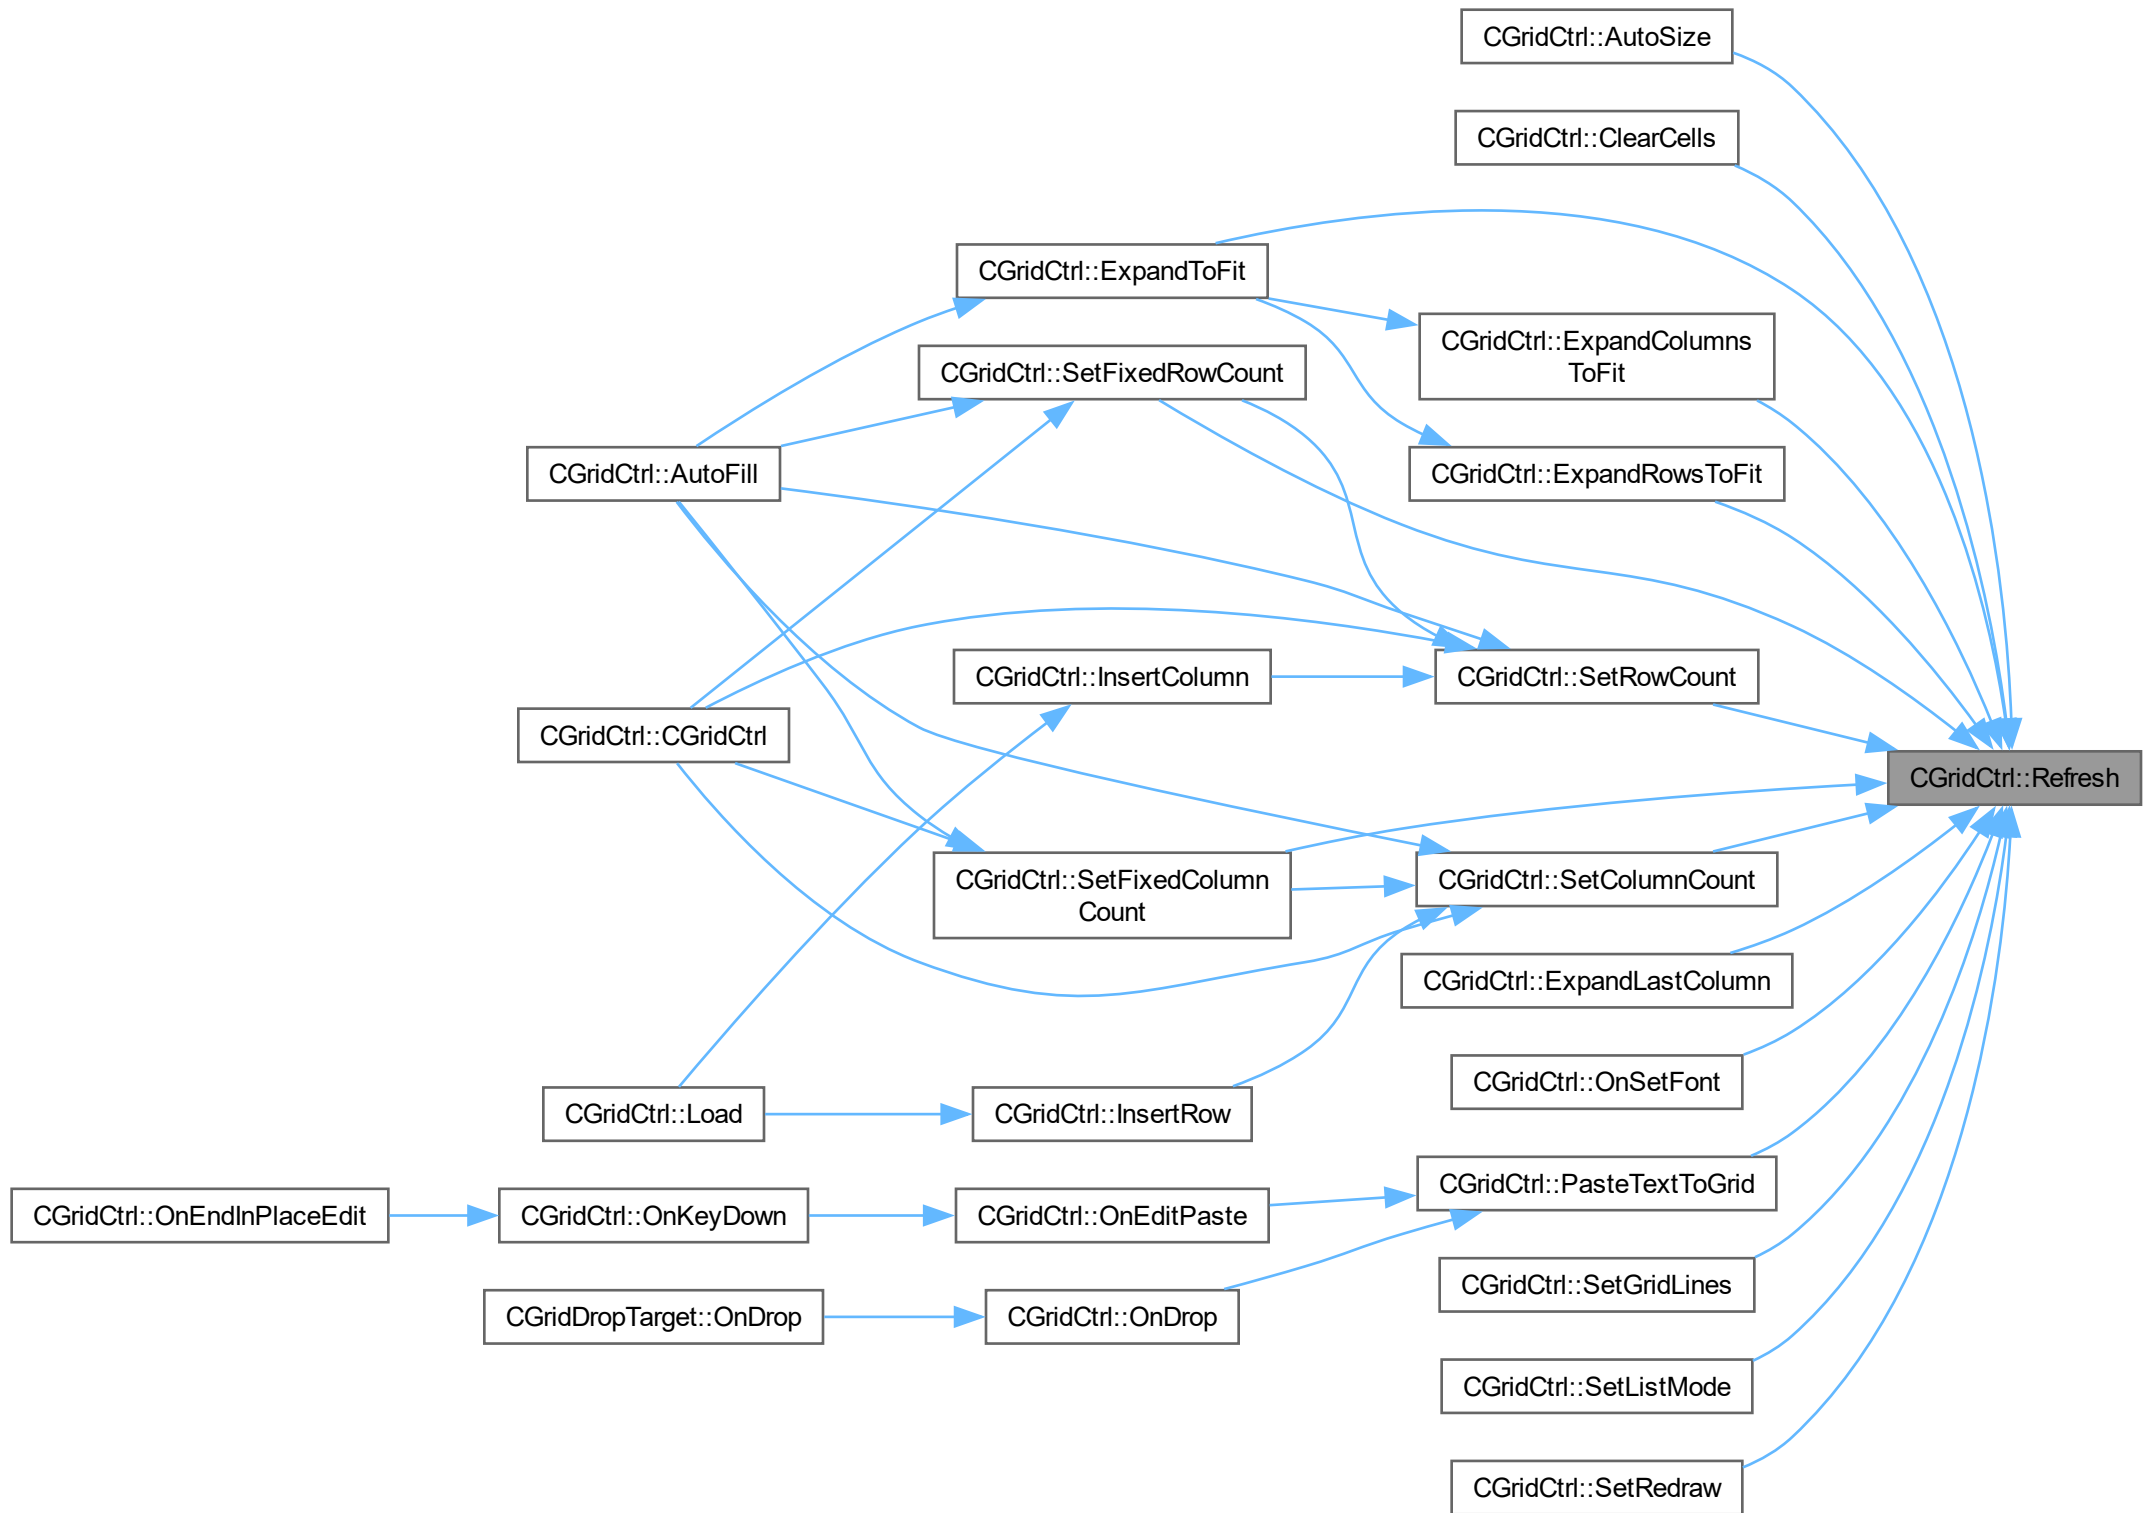 CGridCtrl::AutoSize
CGridCtrl::ClearCells
CGridCtrl::ExpandToFit
CGridCtrl::ExpandColumns
ToFit
CGridCtrl::SetFixedRowCount
CGridCtrl::AutoFill
CGridCtrl::ExpandRowsToFit
CGridCtrl::InsertColumn
CGridCtrl::SetRowCount
CGridCtrl::CGridCtrl
CGridCtrl::Refresh
CGridCtrl::SetFixedColumn
Count
CGridCtrl::SetColumnCount
CGridCtrl::ExpandLastColumn
CGridCtrl::OnSetFont
CGridCtrl::Load
CGridCtrl::InsertRow
CGridCtrl::PasteTextToGrid
CGridCtrl::OnEndInPlaceEdit
CGridCtrl::OnKeyDown
CGridCtrl::OnEditPaste
CGridCtrl::SetGridLines
CGridDropTarget::OnDrop
CGridCtrl::OnDrop
CGridCtrl::SetListMode
CGridCtrl::SetRedraw